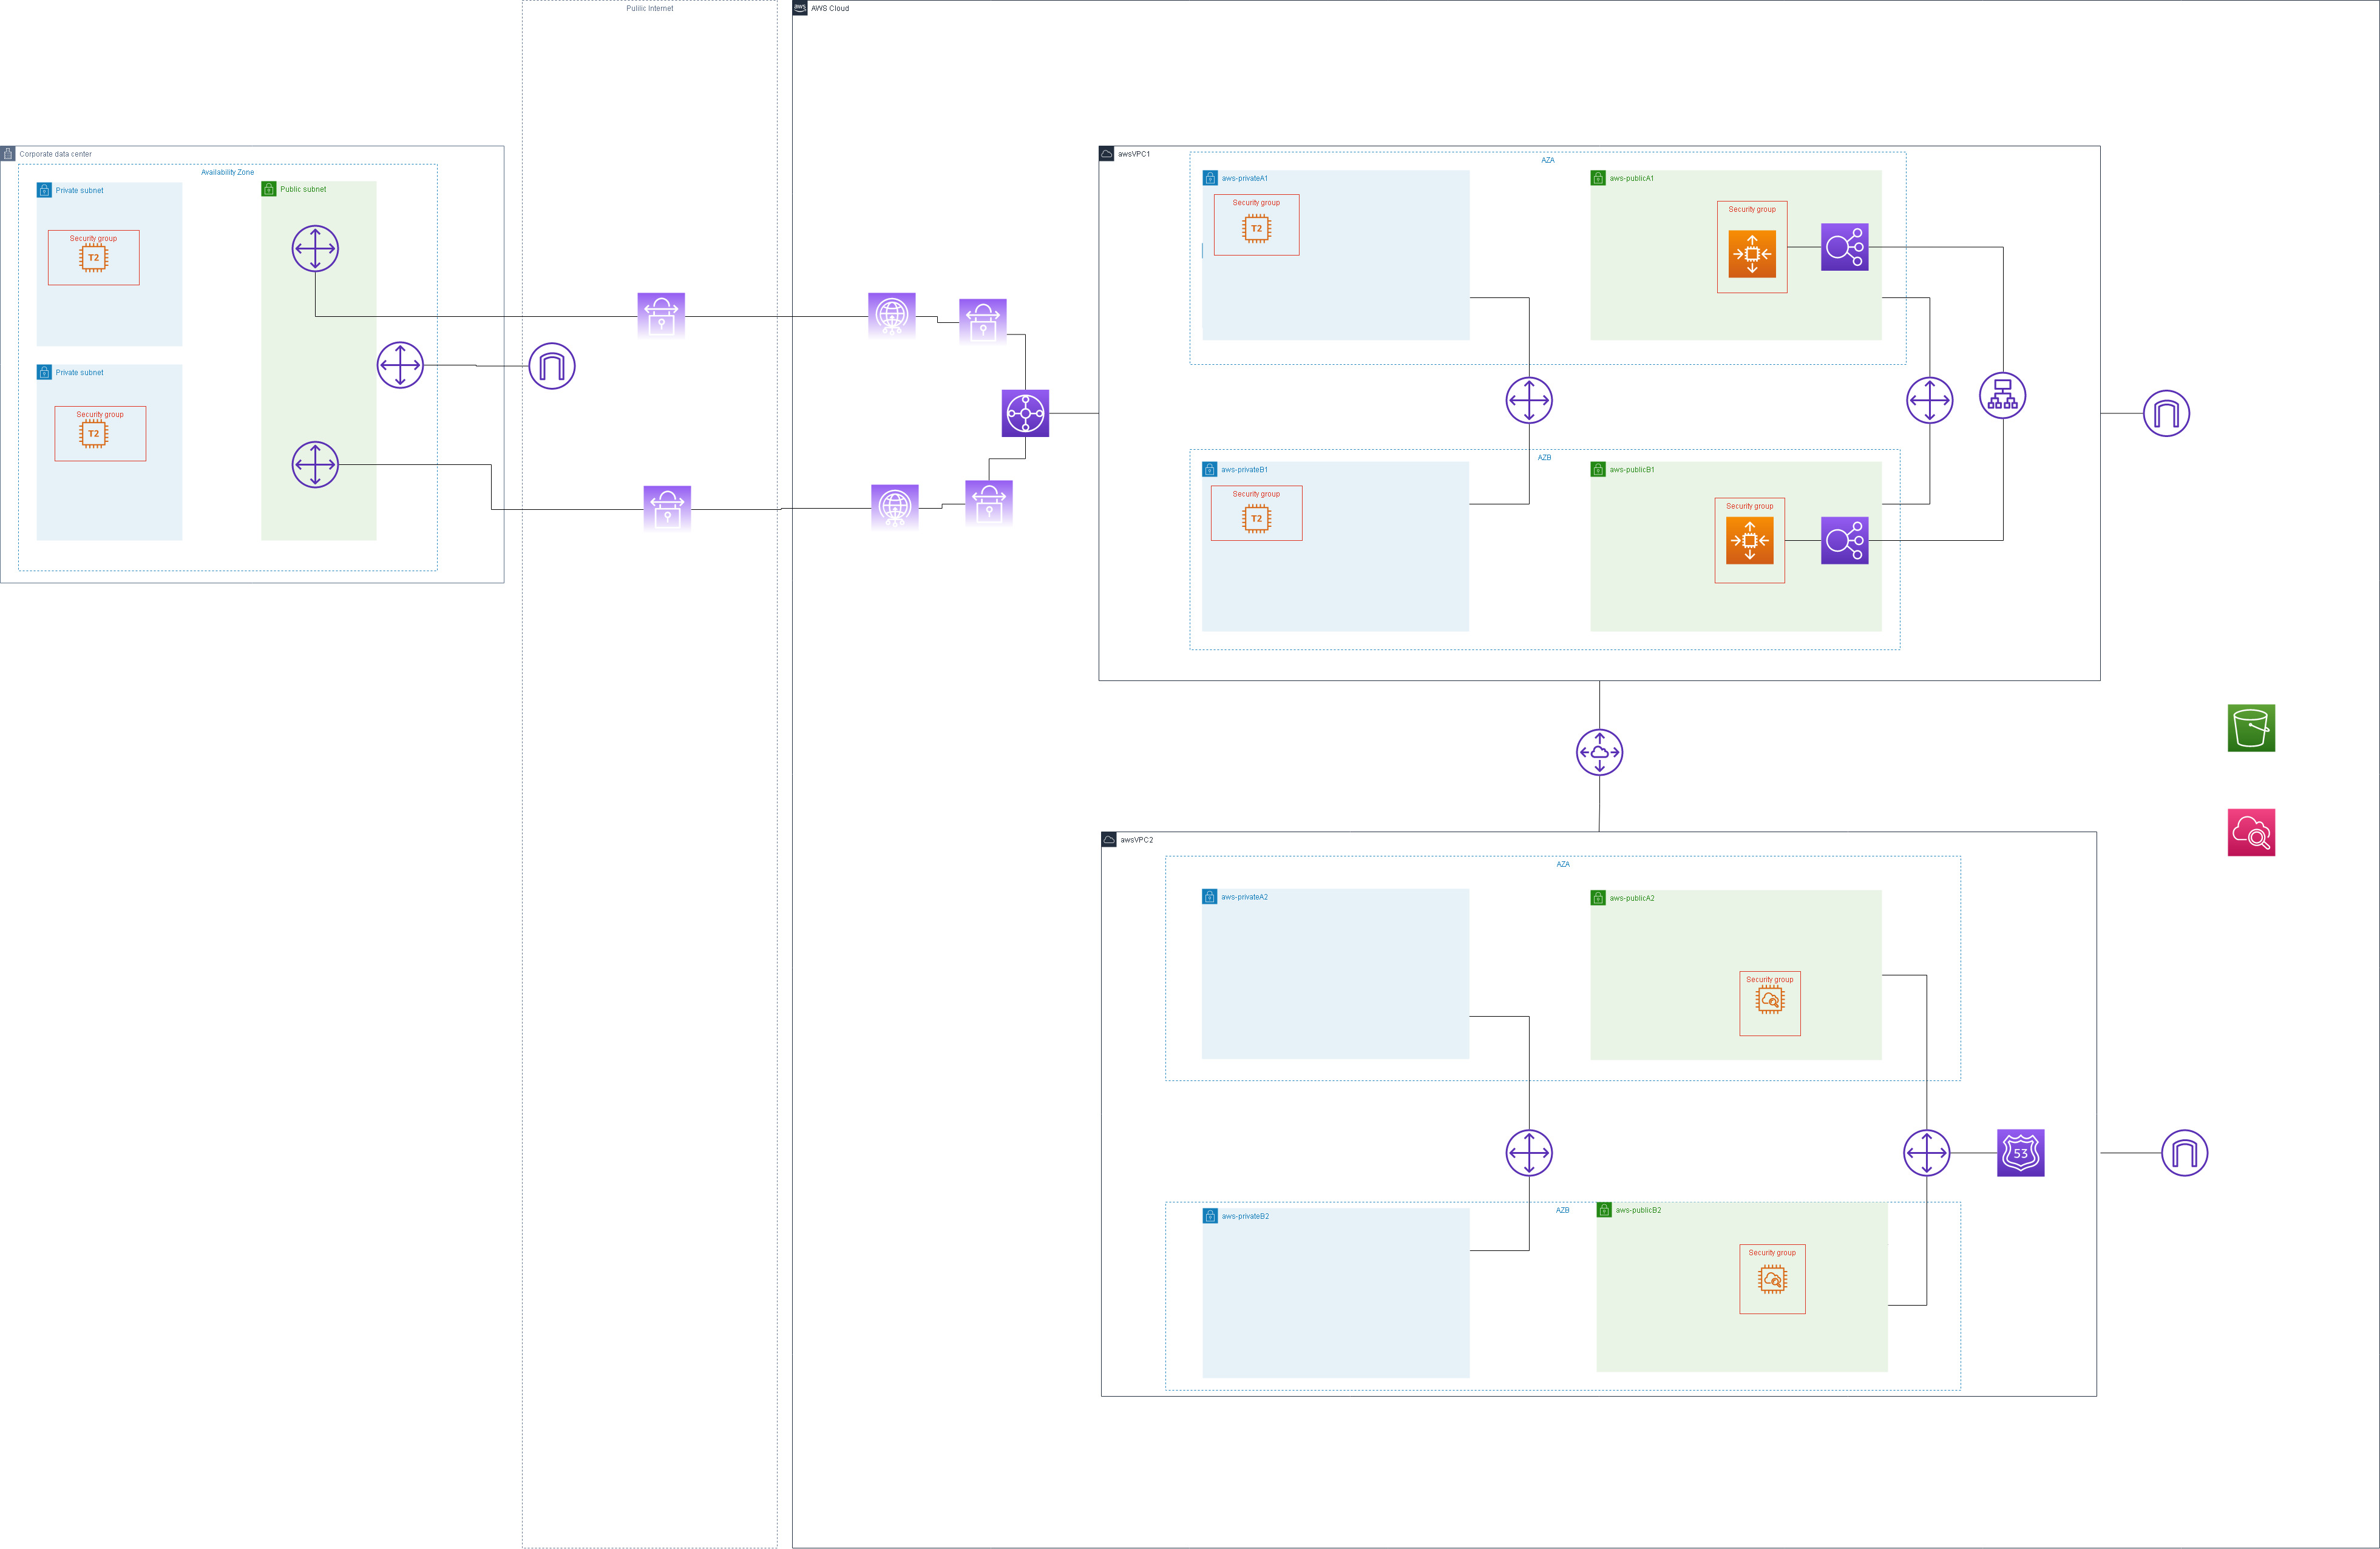 Pulilc Internet
aws
AWS Cloud
Corporate data center
Availability Zone
Private subnet
Security group
T2
Public subnet
Private subnet
Security group
T2
awsVPC1
AZA
aws-privateA1
Security group
T2
aws-publicA1
Security group
AZB
aws-privateB1
Security group
T2
aws-publicB1
Security group
awsVPC2
AZA
aws-privateA2
aws-publicA2
Security group
53
AZB
aws-privateB2
aws-publicB2
Security group